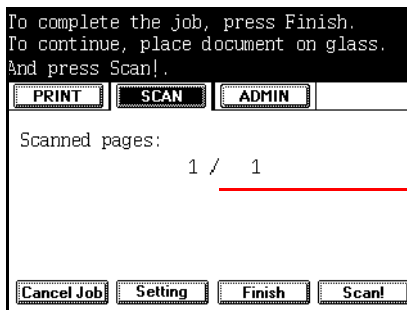 To complete the job, press Finish.
To continue, place document on glass.
And press Scan!.
PRINT SCAN ADMIN
Scanned pages:
1 / 1
Cancel Job Setting Finish Scan!